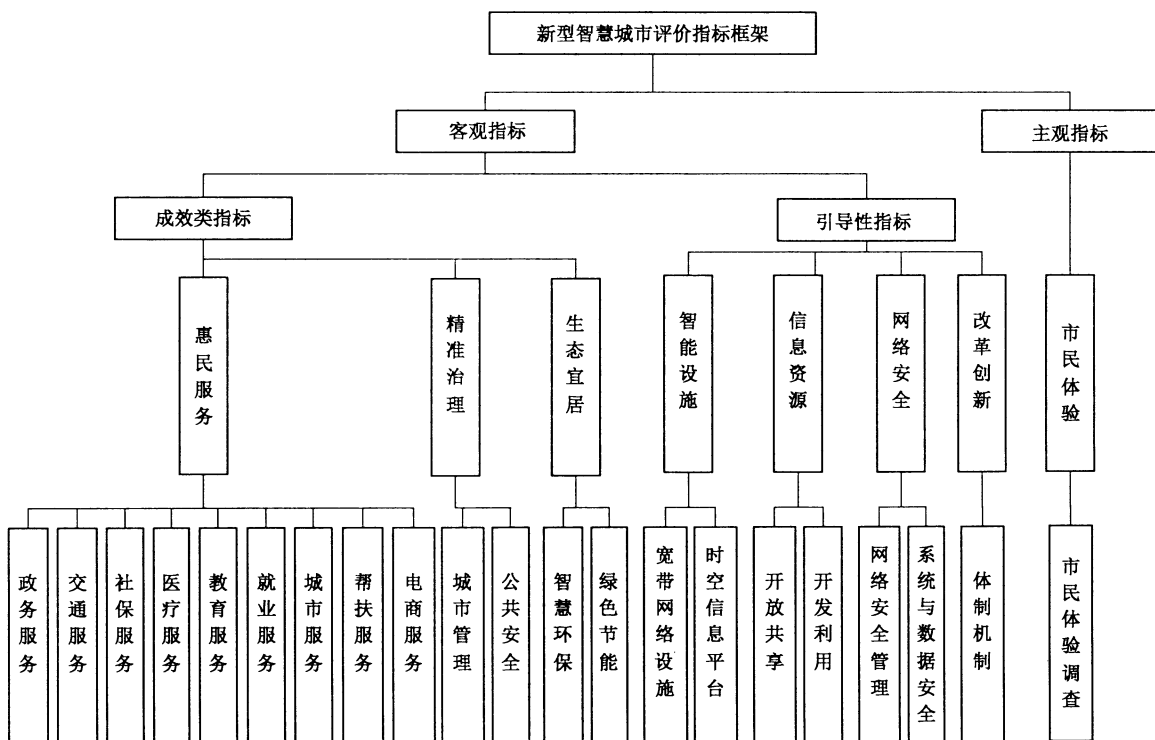 新型智慧城市评价指标框架
客观指标
主观指标
成效类指标
引导性指标
惠民服务
精准治理
生态宜居
智能设施
信息资源
网络安全
改革创新
市民体验
政务服务
交通服务
社保服务
医疗服务
教育服务
就业服务
城市服务
帮扶服务
电商服务
城市管理
公共安全
智慧环保
绿色节能
宽带网络设施
时空信息平台
开放共享
开发利用
网络安全管理
系统与数据安全
体制机制
市民体验调查